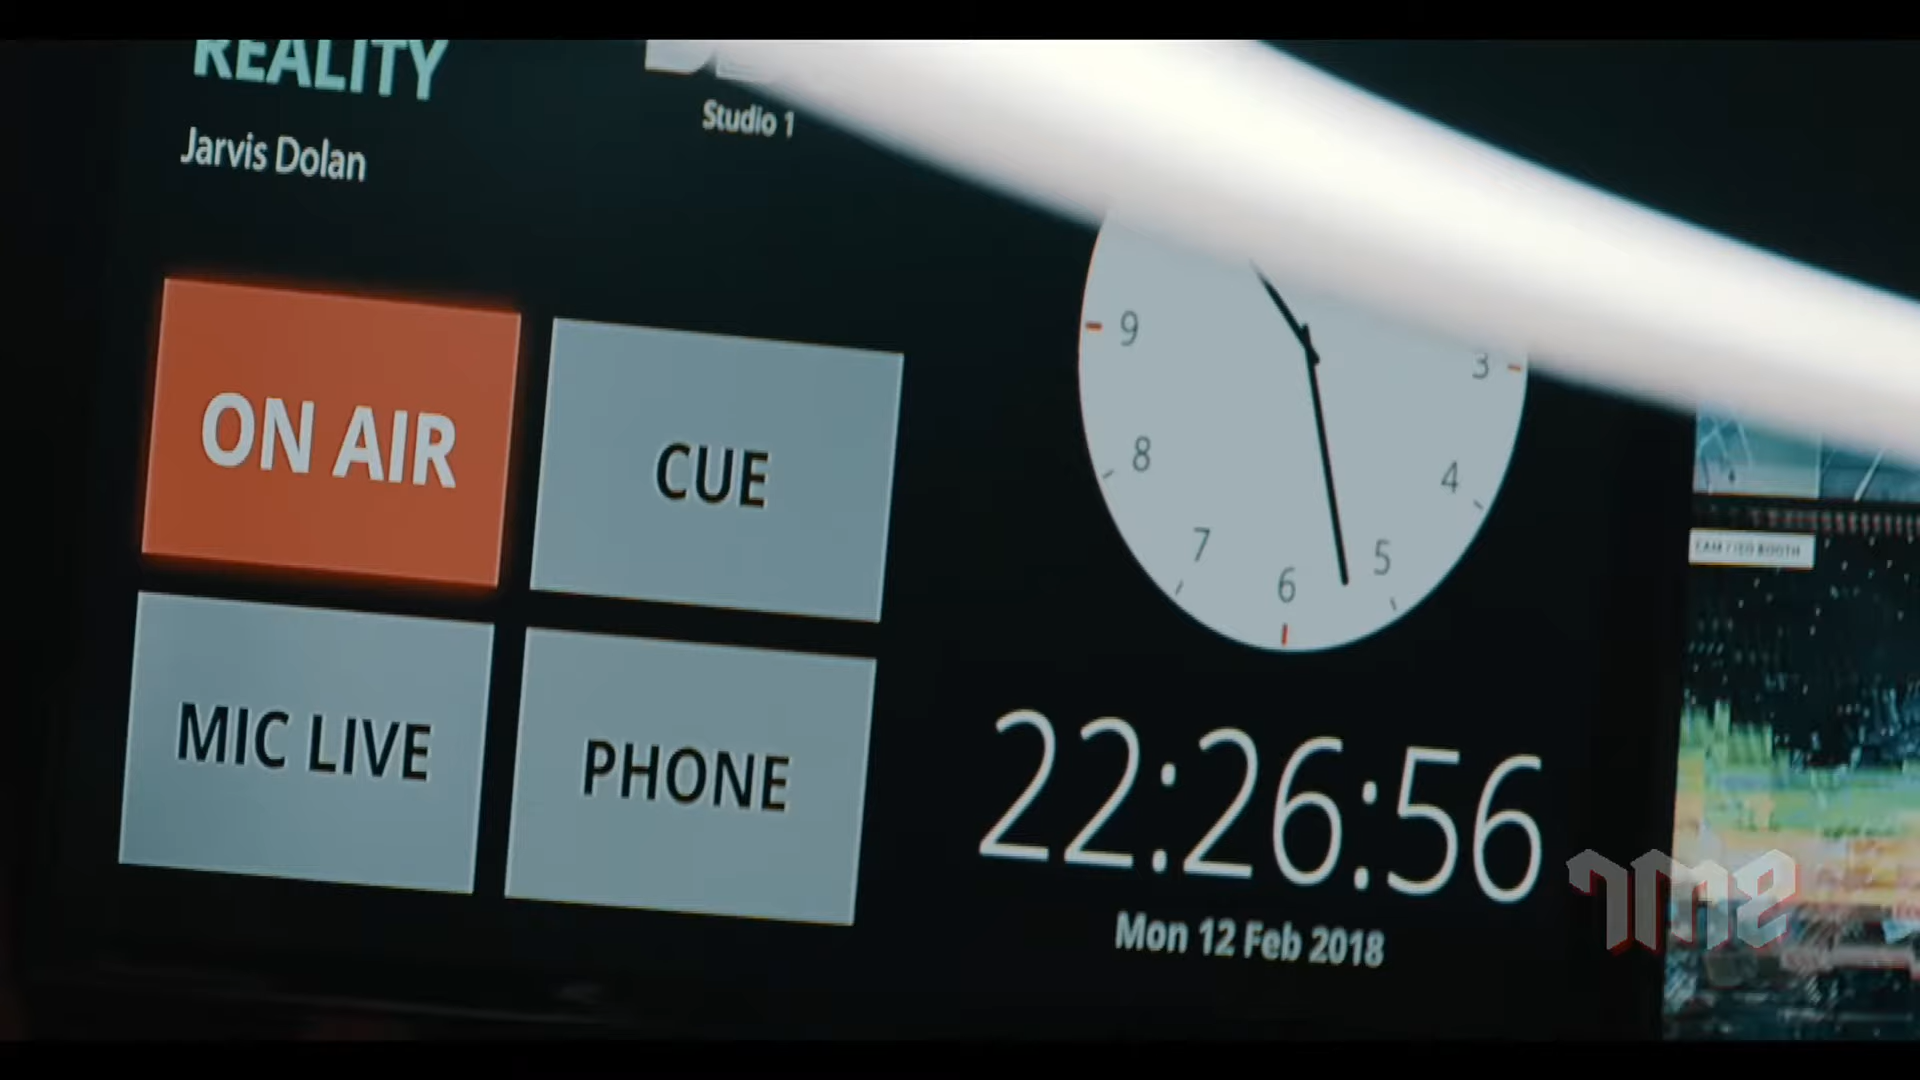 REALITY
Jarvis Dolan
Studio 1
ON AIR
CUE
MIC LIVE
PHONE
9
3
8
4
7
5
6
22:26:56
Mon 12 Feb 2018